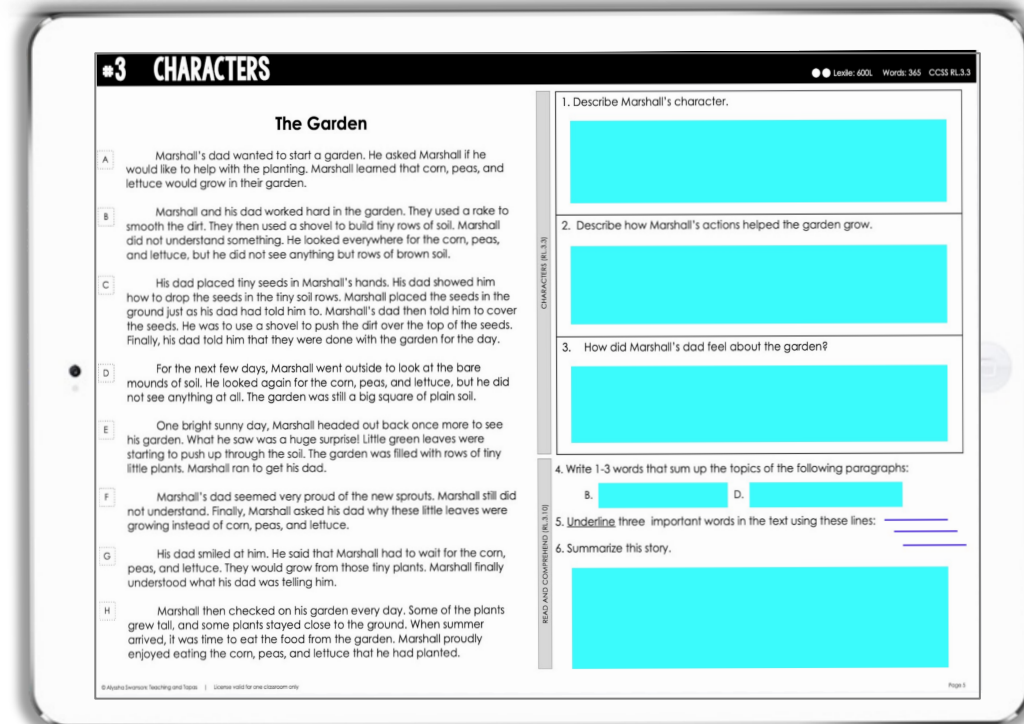 #3 CHARACTERS
Lexile: 600L Words: 365 CCSS RL.3.3
The Garden
A
Marshall's dad wanted to start a garden. He asked Marshall if he
would like to help with the planting. Marshall learned that corn, peas, and
lettuce would grow in their garden.
B
Marshall and his dad worked hard in the garden. They used a rake to
smooth the dirt. They then used a shovel to build tiny rows of soil. Marshall
did not understand something. He looked everywhere for the corn, peas,
and lettuce, but he did not see anything but rows of brown soil.
C
His dad placed tiny seeds in Marshall's hands. His dad showed him
how to drop the seeds in the tiny soil rows. Marshall placed the seeds in the
ground just as his dad had told him to. Marshall's dad then told him to cover
the seeds. He was to use a shovel to push the dirt over the top of the seeds.
Finally, his dad told him that they were done with the garden for the day.
D
For the next few days, Marshall went outside to look at the bare
mounds of soil. He looked again for the corn, peas, and lettuce, but he did
not see anything at all. The garden was still a big square of plain soil.
E
One bright sunny day, Marshall headed out back once more to see
his garden. What he saw was a huge surprise! Little green leaves were
starting to push up through the soil. The garden was filled with rows of tiny
little plants. Marshall ran to get his dad.
F
Marshall's dad seemed very proud of the new sprouts. Marshall still did
not understand. Finally, Marshall asked his dad why these little leaves were
growing instead of corn, peas, and lettuce.
G
His dad smiled at him. He said that Marshall had to wait for the corn,
peas, and lettuce. They would grow from those tiny plants. Marshall finally
understood what his dad was telling him.
H
Marshall then checked on his garden every day. Some of the plants
grew tall, and some plants stayed close to the ground. When summer
arrived, it was time to eat the food from the garden. Marshall proudly
enjoyed eating the corn, peas, and lettuce that he had planted.
CHARACTERS (RL.3.3)
1. Describe Marshall's character.
2. Describe how Marshall's actions helped the garden grow.
3. How did Marshall's dad feel about the garden?
READ AND COMPREHEND (RL.3.10)
4. Write 1-3 words that sum up the topics of the following paragraphs:
B. D.
5. Underline three important words in the text using these lines:
6. Summarize this story.
© Alyssha Swanson: Teaching and Tapas | License valid for one classroom only
Page 5